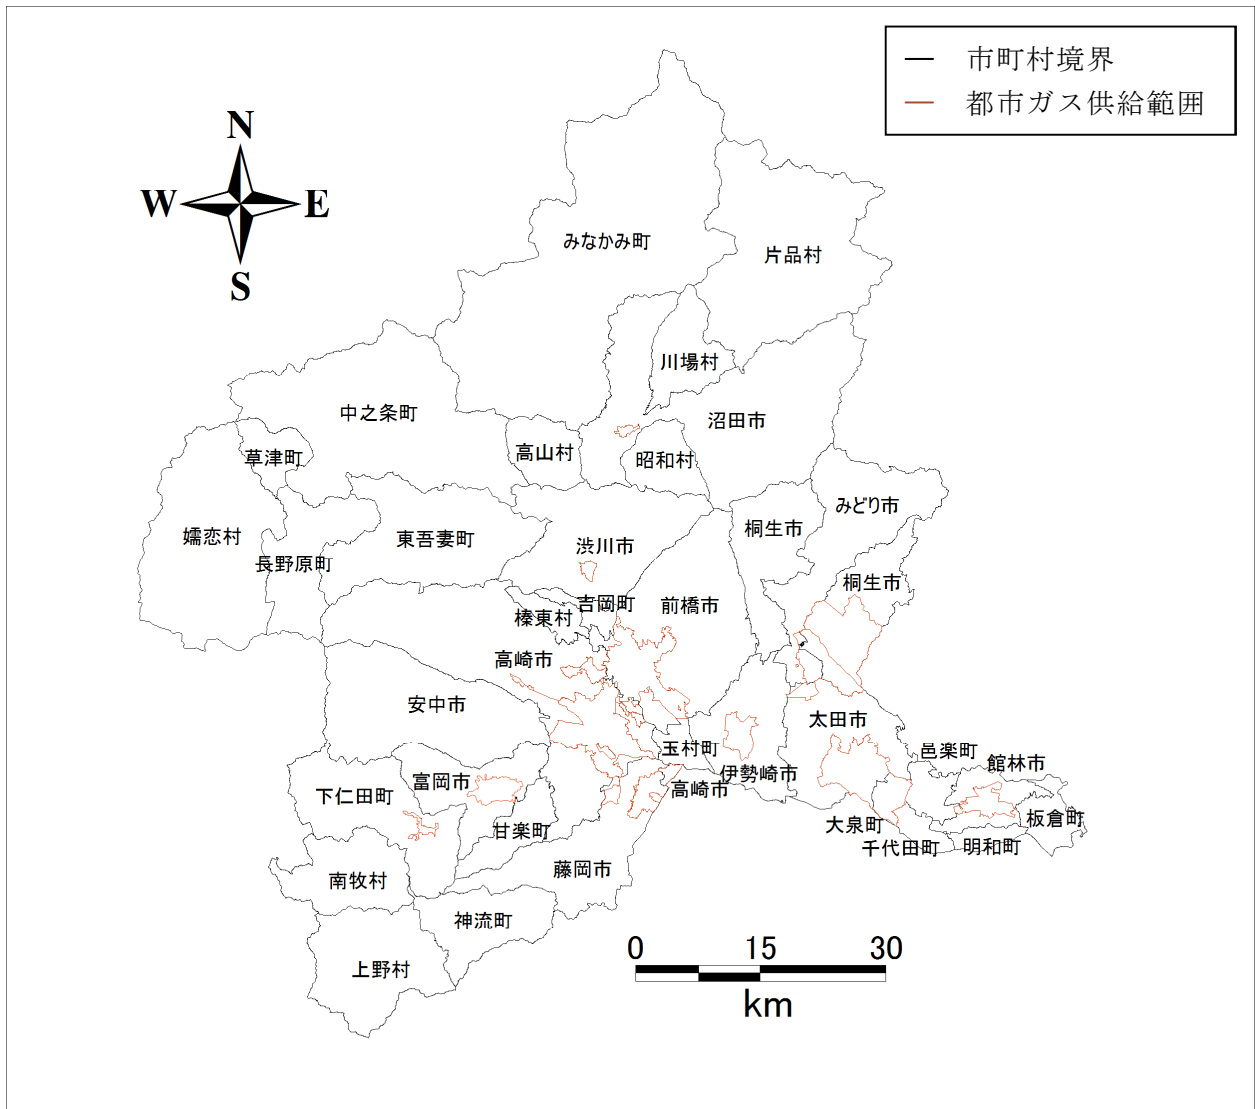 市町村境界
都市ガス供給範囲
N
W
E
S
みなかみ町
片品村
川場村
中之条町
沼田市
高山村
昭和村
草津町
みどり市
嬬恋村
東吾妻町
渋川市
桐生市
長野原町
桐生市
吉岡町
前橋市
榛東村
高崎市
安中市
太田市
玉村町
伊勢崎市
邑楽町
館林市
富岡市
下仁田町
高崎市
甘楽町
大泉町
千代田町
明和町
板倉町
藤岡市
南牧村
神流町
上野村
0 15 30
km